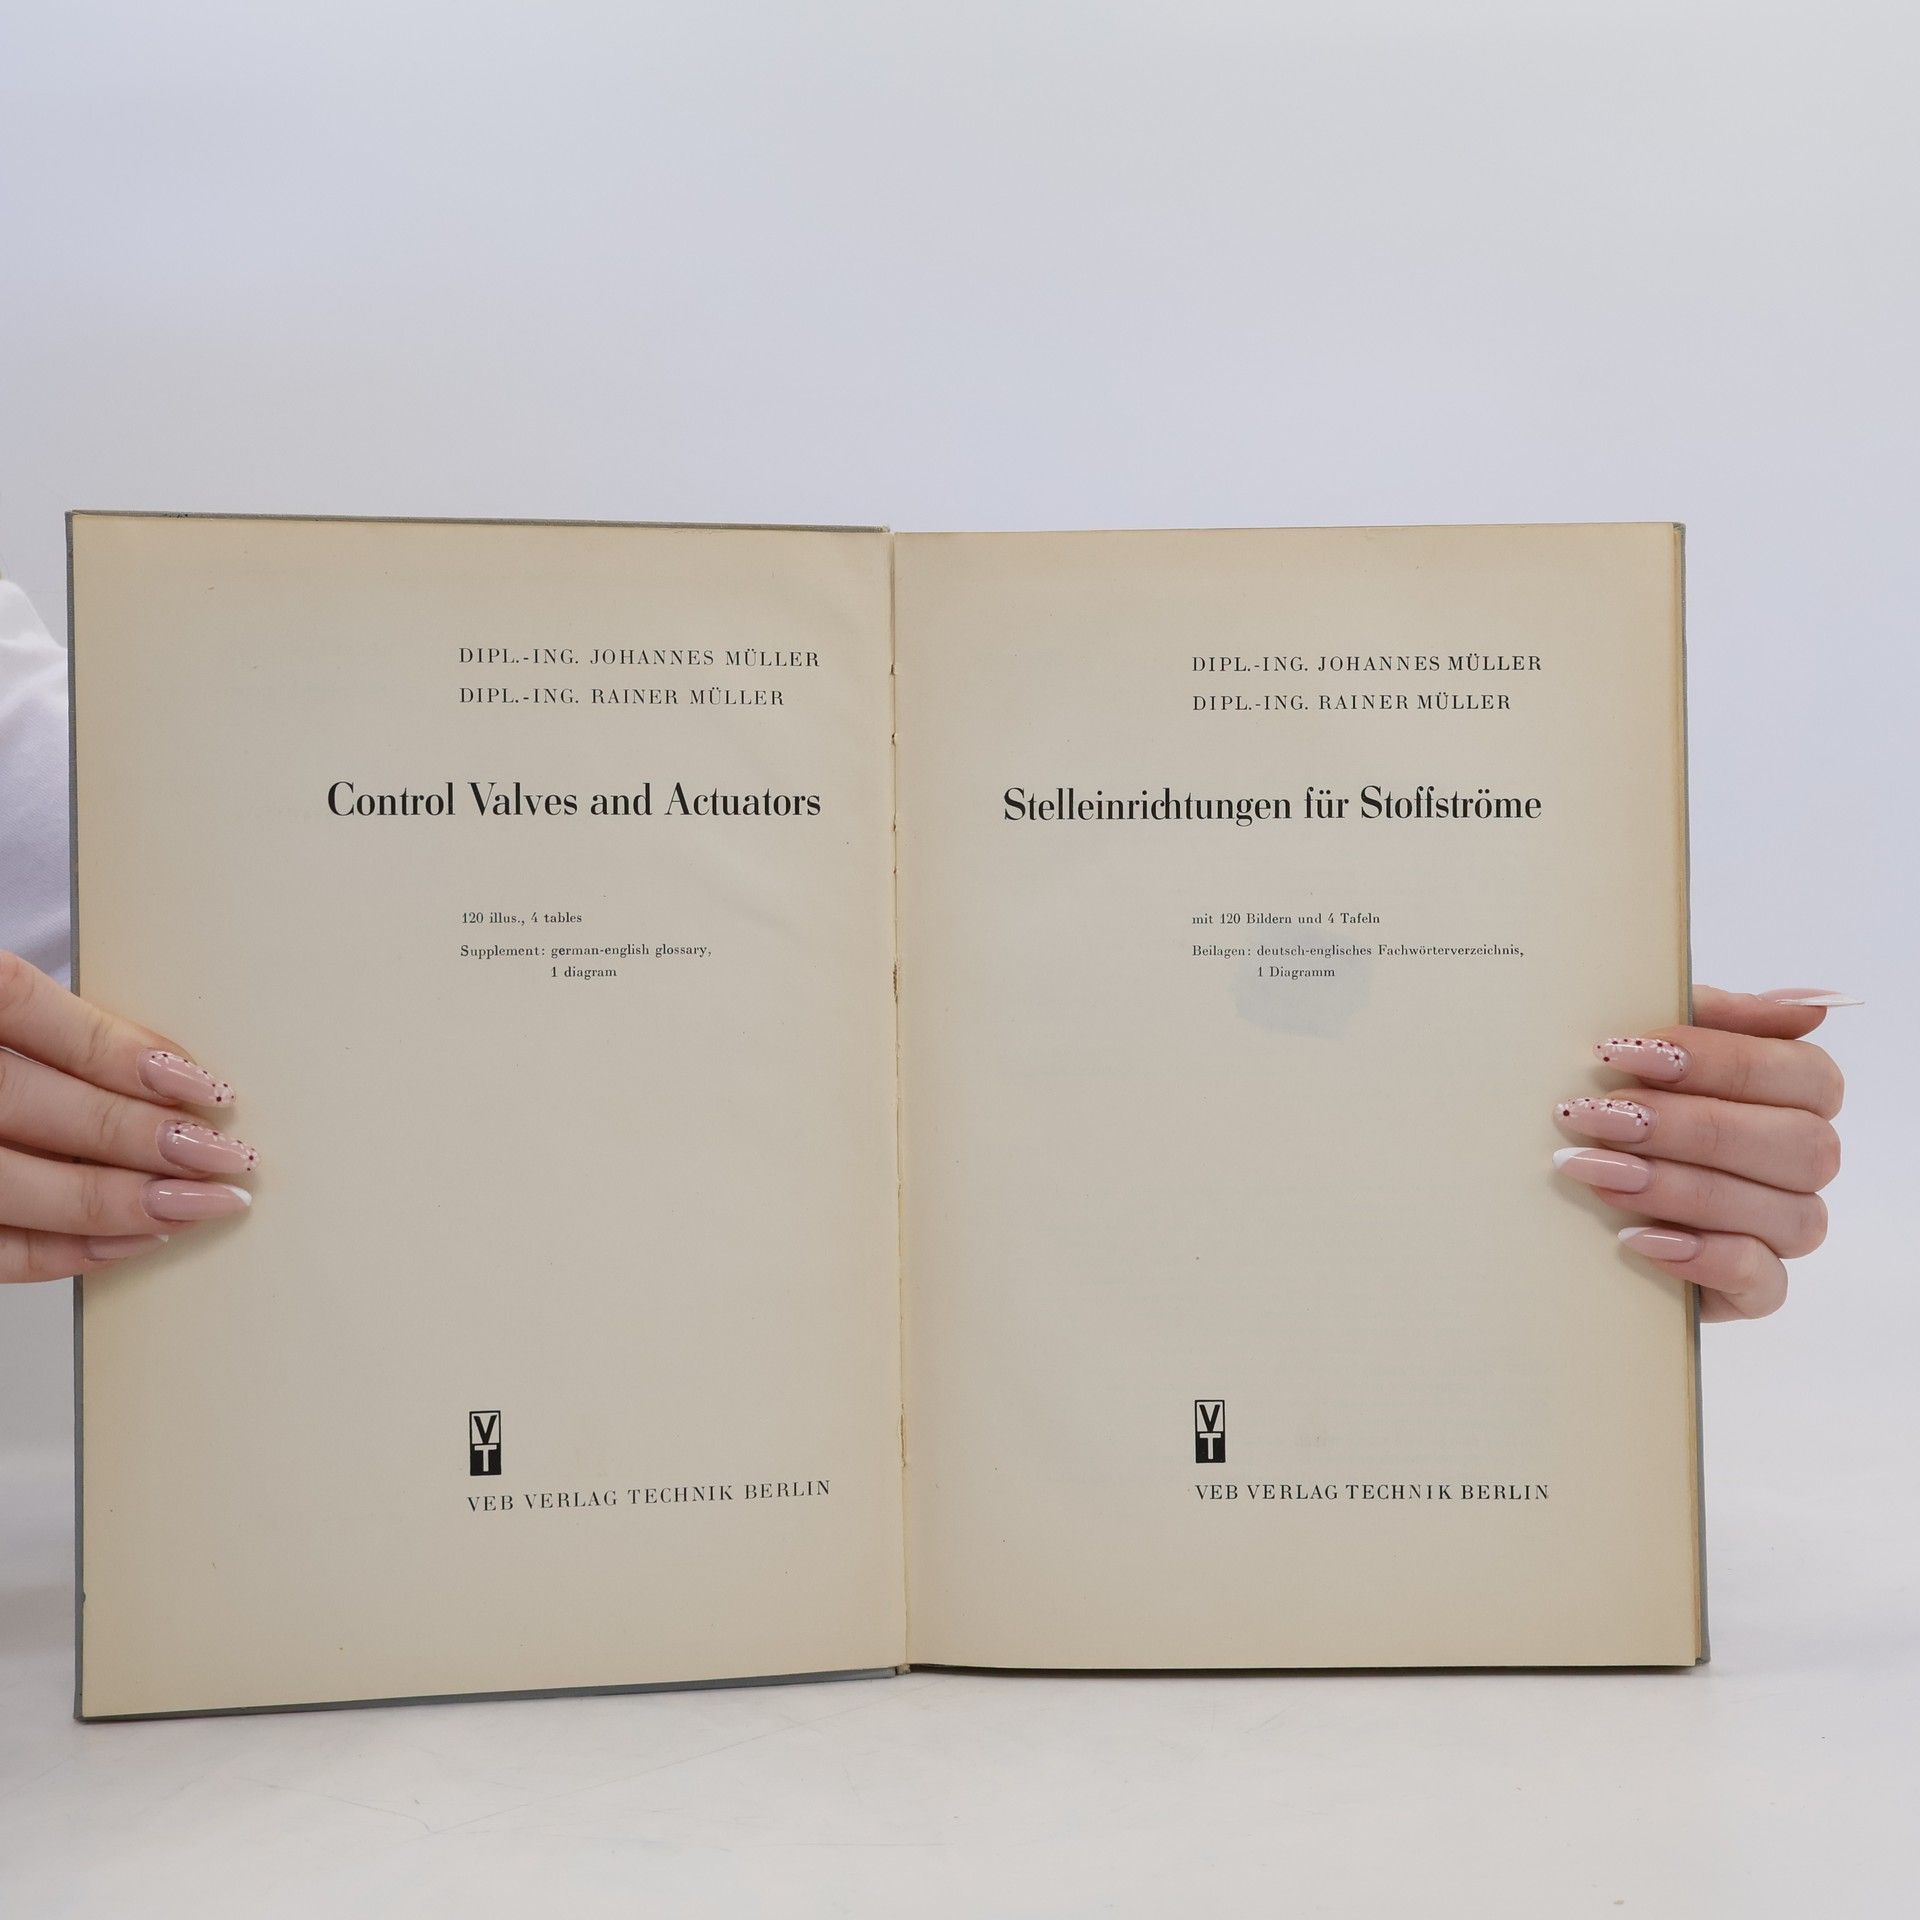 DIPL.-ING. JOHANNES MÜLLER
DIPL.-ING. RAINER MÜLLER
Control Valves and Actuators
120 illus., 4 tables
Supplement: german-english glossary,
1 diagram
V
T
VEB VERLAG TECHNIK BERLIN
DIPL.-ING. JOHANNES MÜLLER
DIPL.-ING. RAINER MÜLLER
Stelleinrichtungen für Stoffströme
mit 120 Bildern und 4 Tafeln
Beilagen: deutsch-englisches Fachwörterverzeichnis,
1 Diagramm
V
T
VEB VERLAG TECHNIK BERLIN